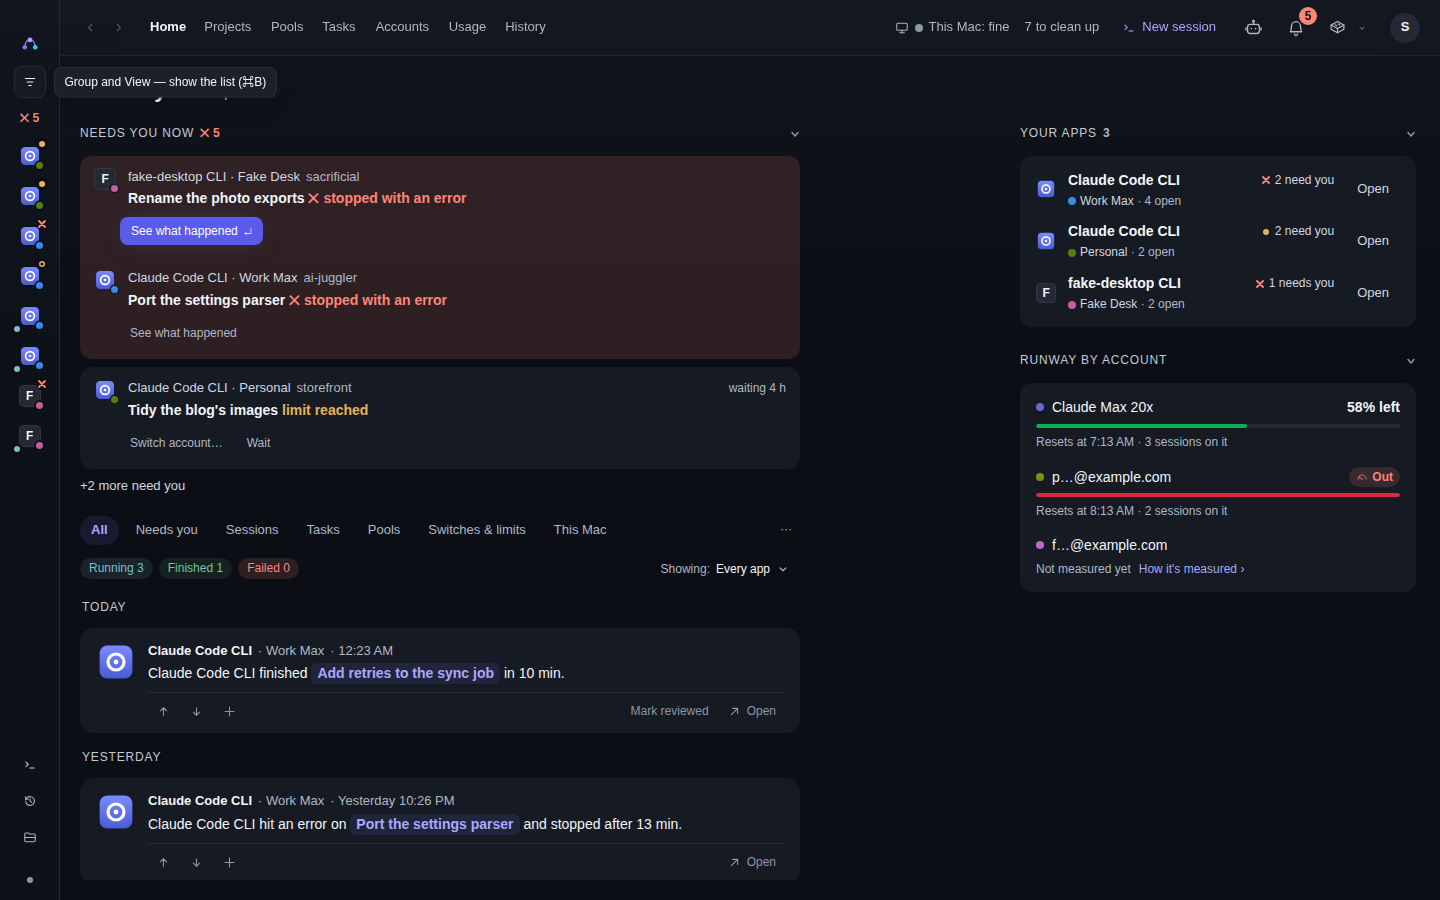 Home Projects Pools Tasks Accounts Usage History
This Mac: fine 7 to clean up New session 5 S
Group and View — show the list (⌘B)
5
NEEDS YOU NOW 5
F fake-desktop CLI · Fake Desk sacrificial
Rename the photo exports stopped with an error
See what happened
Claude Code CLI · Work Max ai-juggler
Port the settings parser stopped with an error
See what happened
Claude Code CLI · Personal storefront waiting 4 h
Tidy the blog's images limit reached
Switch account… Wait
+2 more need you
F
F
All Needs you Sessions Tasks Pools Switches & limits This Mac ···
Running 3 Finished 1 Failed 0 Showing: Every app
TODAY
Claude Code CLI · Work Max · 12:23 AM
Claude Code CLI finished Add retries to the sync job in 10 min.
Mark reviewed Open
YESTERDAY
Claude Code CLI · Work Max · Yesterday 10:26 PM
Claude Code CLI hit an error on Port the settings parser and stopped after 13 min.
Open
YOUR APPS 3
Claude Code CLI 2 need you Open
Work Max · 4 open
Claude Code CLI 2 need you Open
Personal · 2 open
F fake-desktop CLI 1 needs you Open
Fake Desk · 2 open
RUNWAY BY ACCOUNT
Claude Max 20x 58% left
Resets at 7:13 AM · 3 sessions on it
p…@example.com Out
Resets at 8:13 AM · 2 sessions on it
f…@example.com
Not measured yet How it's measured ›